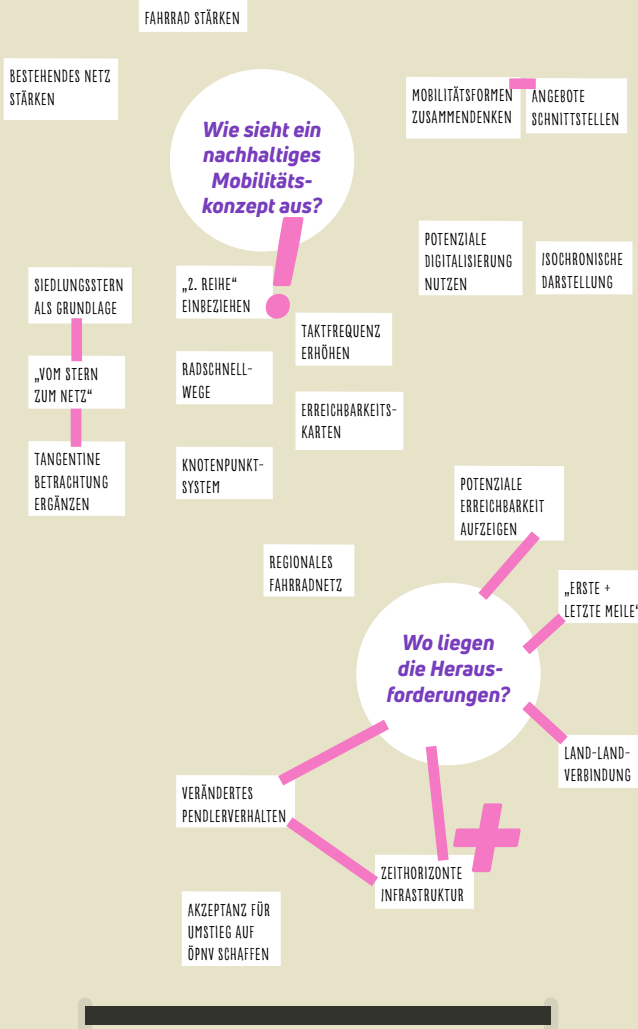 FAHRRAD STÄRKEN
BESTEHENDES NETZ
STÄRKEN
Wie sieht ein
nachhaltiges
Mobilitäts-
konzept aus?
MOBILITÄTSFORMEN
ZUSAMMENDENKEN
ANGEBOTE
SCHNITTSTELLEN
POTENZIALE
DIGITALISIERUNG
NUTZEN
ISOCHRONISCHE
DARSTELLUNG
SIEDLUNGSSTERN
ALS GRUNDLAGE
„2. REIHE“
EINBEZIEHEN
!
TAKTFREQUENZ
ERHÖHEN
„VOM STERN
ZUM NETZ“
RADSCHNELL-
WEGE
ERREICHBARKEITS-
KARTEN
TANGENTINE
BETRACHTUNG
ERGÄNZEN
KNOTENPUNKT-
SYSTEM
POTENZIALE
ERREICHBARKEIT
AUFZEIGEN
REGIONALES
FAHRRADNETZ
„ERSTE +
LETZTE MEILE“
Wo liegen
die Heraus-
forderungen?
LAND-LAND-
VERBINDUNG
VERÄNDERTES
PENDLERVERHALTEN
+
ZEITHORIZONTE
INFRASTRUKTUR
AKZEPTANZ FÜR
UMSTIEG AUF
ÖPNV SCHAFFEN